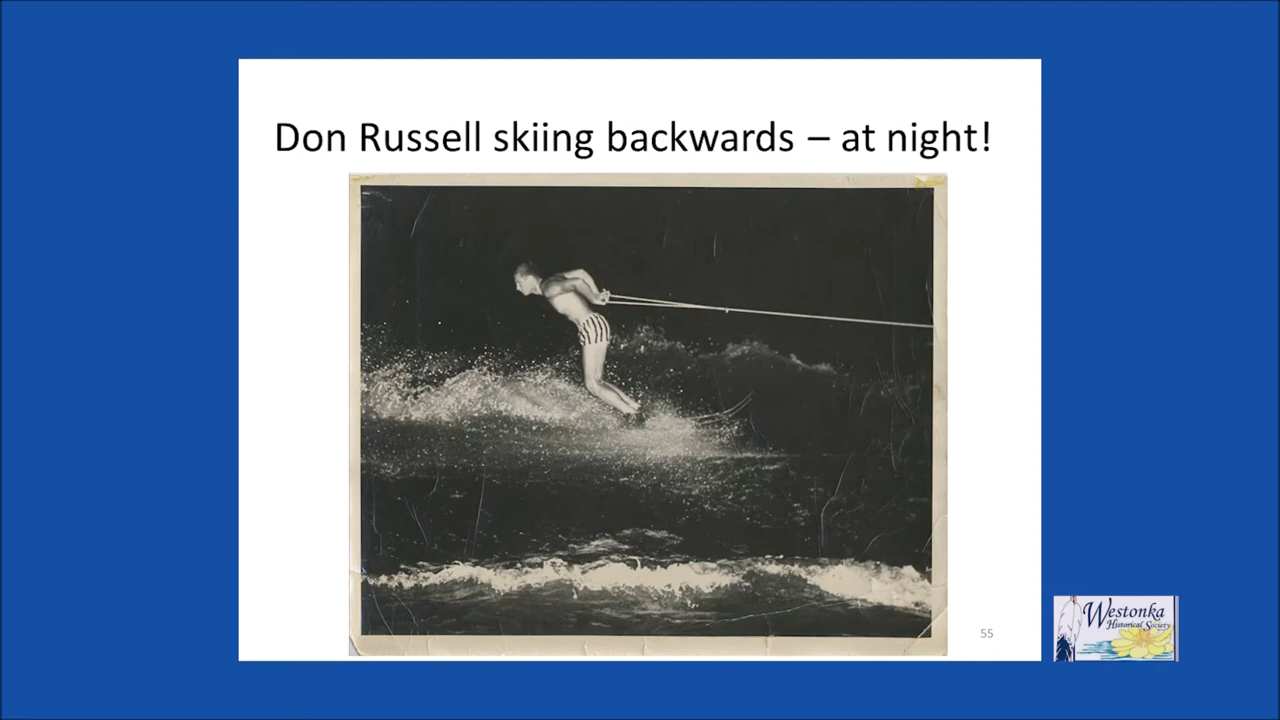 Don Russell skiing backwards – at night!
55
Westonka
Historical Society